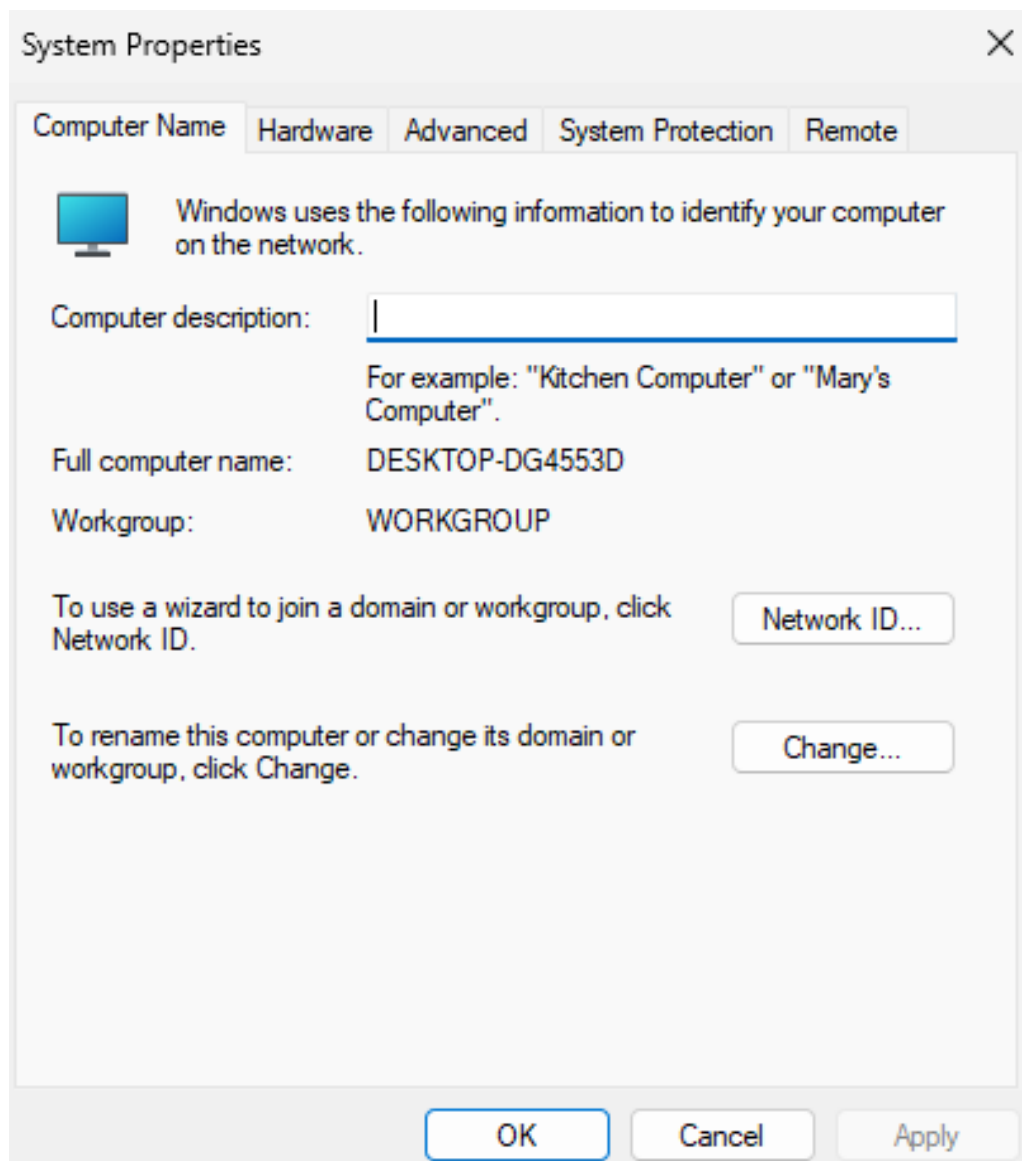 System Properties
Computer Name
Hardware
Advanced
System Protection
Remote
Windows uses the following information to identify your computer
on the network.
Computer description:
For example: "Kitchen Computer" or "Mary's
Computer".
Full computer name:
DESKTOP-DG4553D
Workgroup:
WORKGROUP
To use a wizard to join a domain or workgroup, click
Network ID.
Network ID...
To rename this computer or change its domain or
workgroup, click Change.
Change...
OK
Cancel
Apply